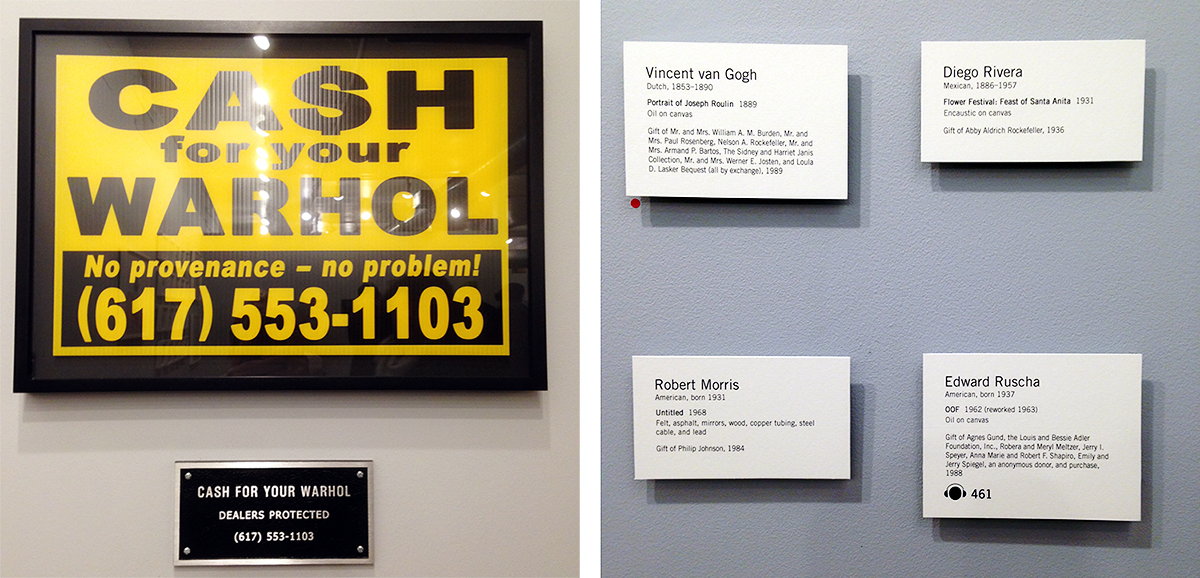 CA$H
for your
WARHOL
No provenance – no problem!
(617) 553-1103
CASH FOR YOUR WARHOL
DEALERS PROTECTED
(617) 553-1103
Vincent van Gogh
Dutch, 1853–1890
Portrait of Joseph Roulin 1889
Oil on canvas
Gift of Mr. and Mrs. William A. M. Burden, Mr. and
Mrs. Paul Rosenberg, Nelson A. Rockefeller, Mr. and
Mrs. Armand P. Bartos, The Sidney and Harriet Janis
Collection, Mr. and Mrs. Werner E. Josten, and Loula
D. Lasker Bequest (all by exchange), 1989
Diego Rivera
Mexican, 1886–1957
Flower Festival: Feast of Santa Anita 1931
Encaustic on canvas
Gift of Abby Aldrich Rockefeller, 1936
Robert Morris
American, born 1931
Untitled 1968
Felt, asphalt, mirrors, wood, copper tubing, steel
cable, and lead
Gift of Philip Johnson, 1984
Edward Ruscha
American, born 1937
OOF 1962 (reworked 1963)
Oil on canvas
Gift of Agnes Gund, the Louis and Bessie Adler
Foundation, Inc., Robera and Meryl Meltzer, Jerry I.
Speyer, Anna Marie and Robert F. Shapiro, Emily and
Jerry Spiegel, an anonymous donor, and purchase,
1988
461